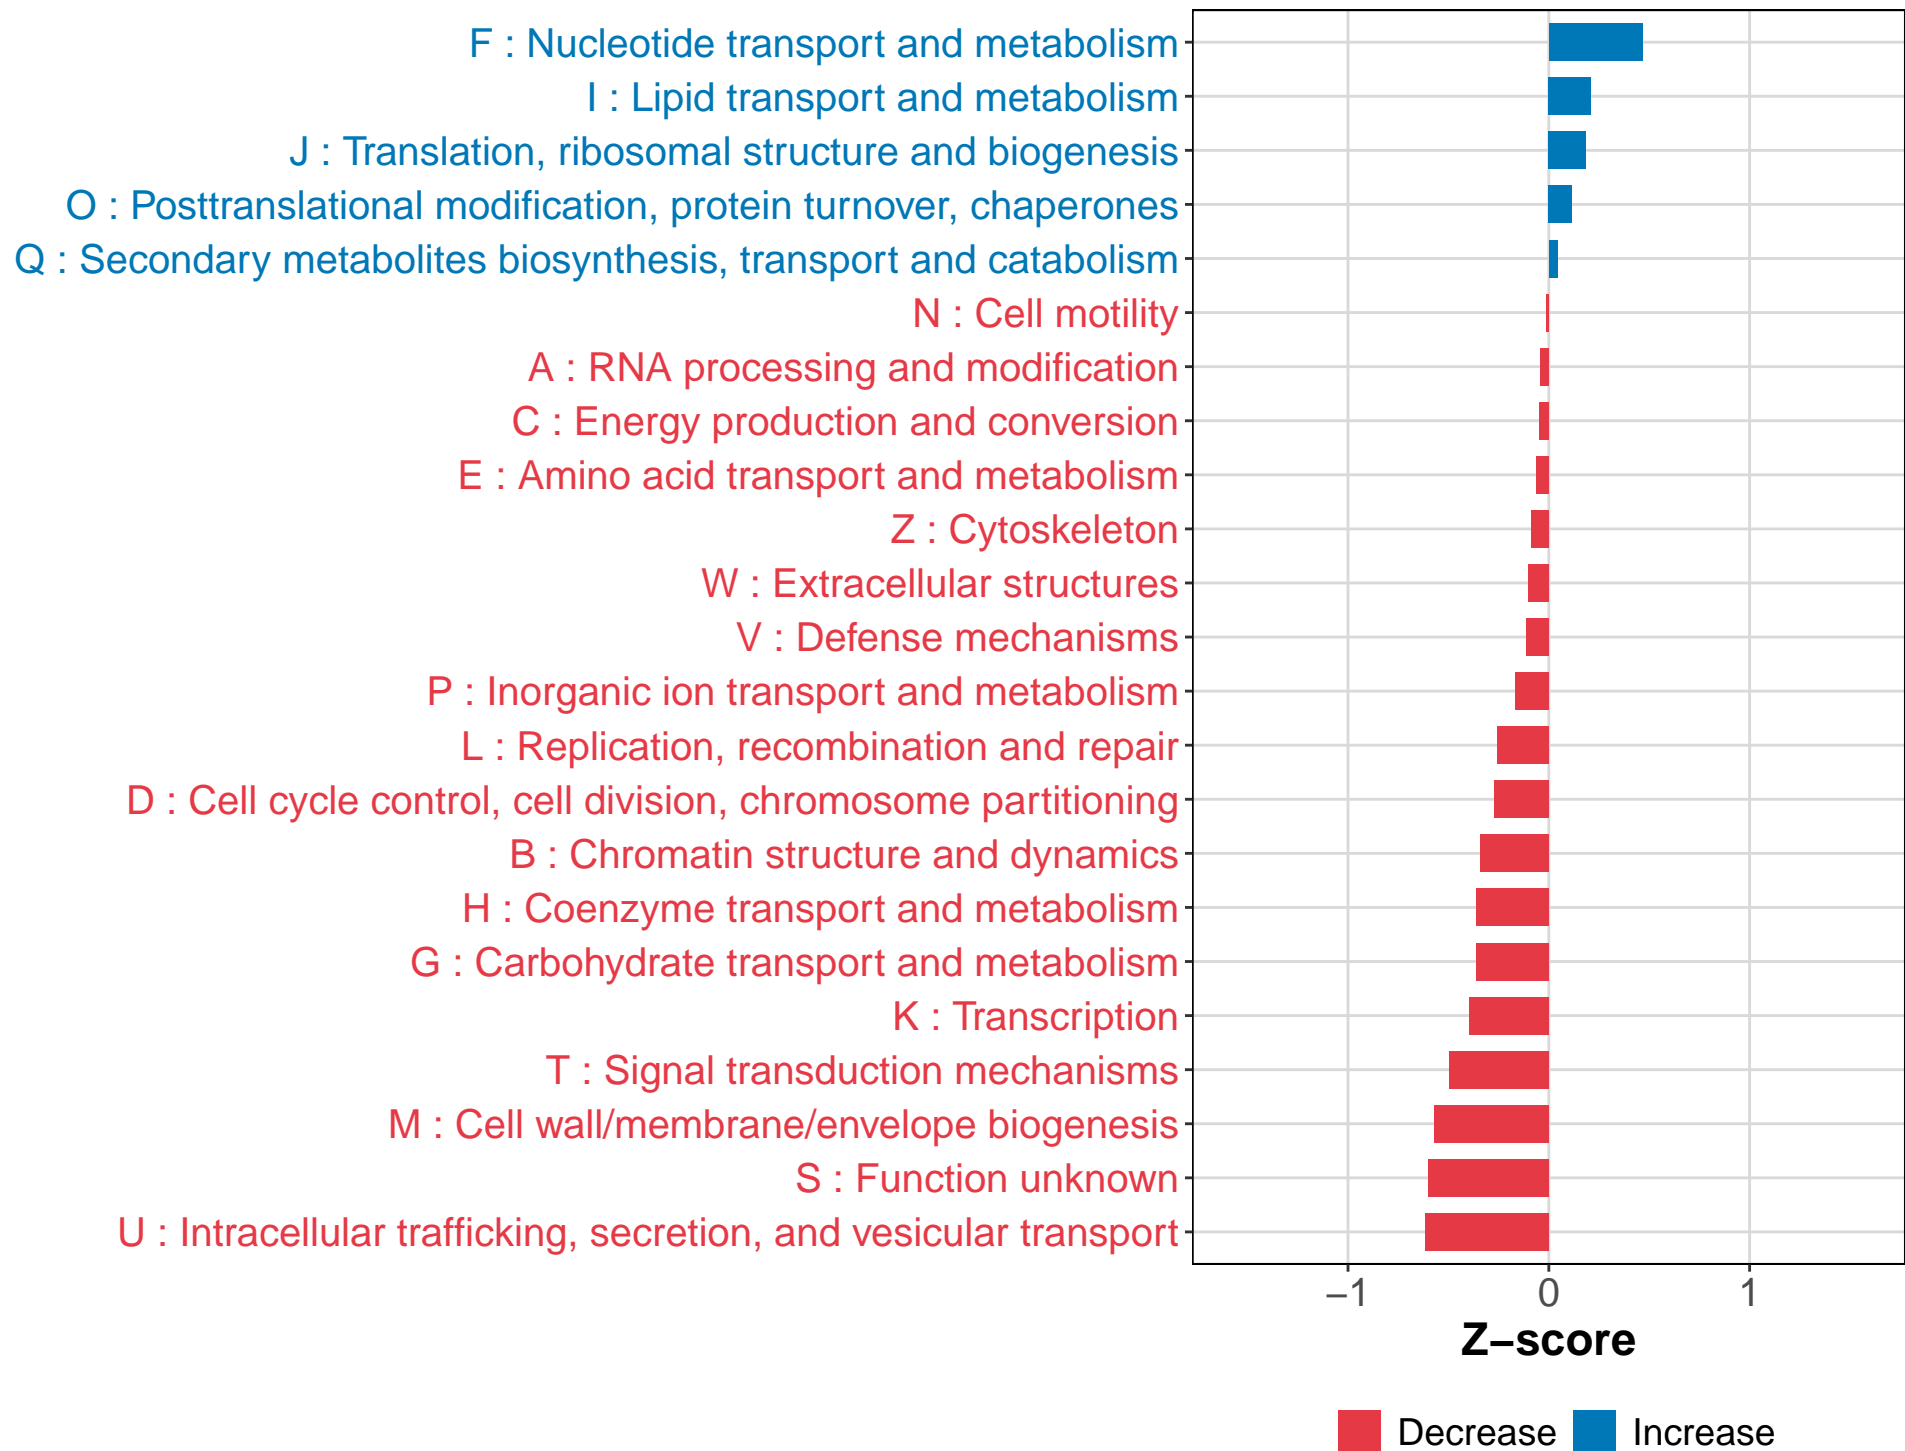 F : Nucleotide transport and metabolism
I : Lipid transport and metabolism
J : Translation, ribosomal structure and biogenesis
O : Posttranslational modification, protein turnover, chaperones
Q : Secondary metabolites biosynthesis, transport and catabolism
N : Cell motility
A : RNA processing and modification
C : Energy production and conversion
E : Amino acid transport and metabolism
Z : Cytoskeleton
W : Extracellular structures
V : Defense mechanisms
P : Inorganic ion transport and metabolism
L : Replication, recombination and repair
D : Cell cycle control, cell division, chromosome partitioning
B : Chromatin structure and dynamics
H : Coenzyme transport and metabolism
G : Carbohydrate transport and metabolism
K : Transcription
T : Signal transduction mechanisms
M : Cell wall/membrane/envelope biogenesis
S : Function unknown
U : Intracellular trafficking, secretion, and vesicular transport
−1 0 1
Z−score
Decrease Increase